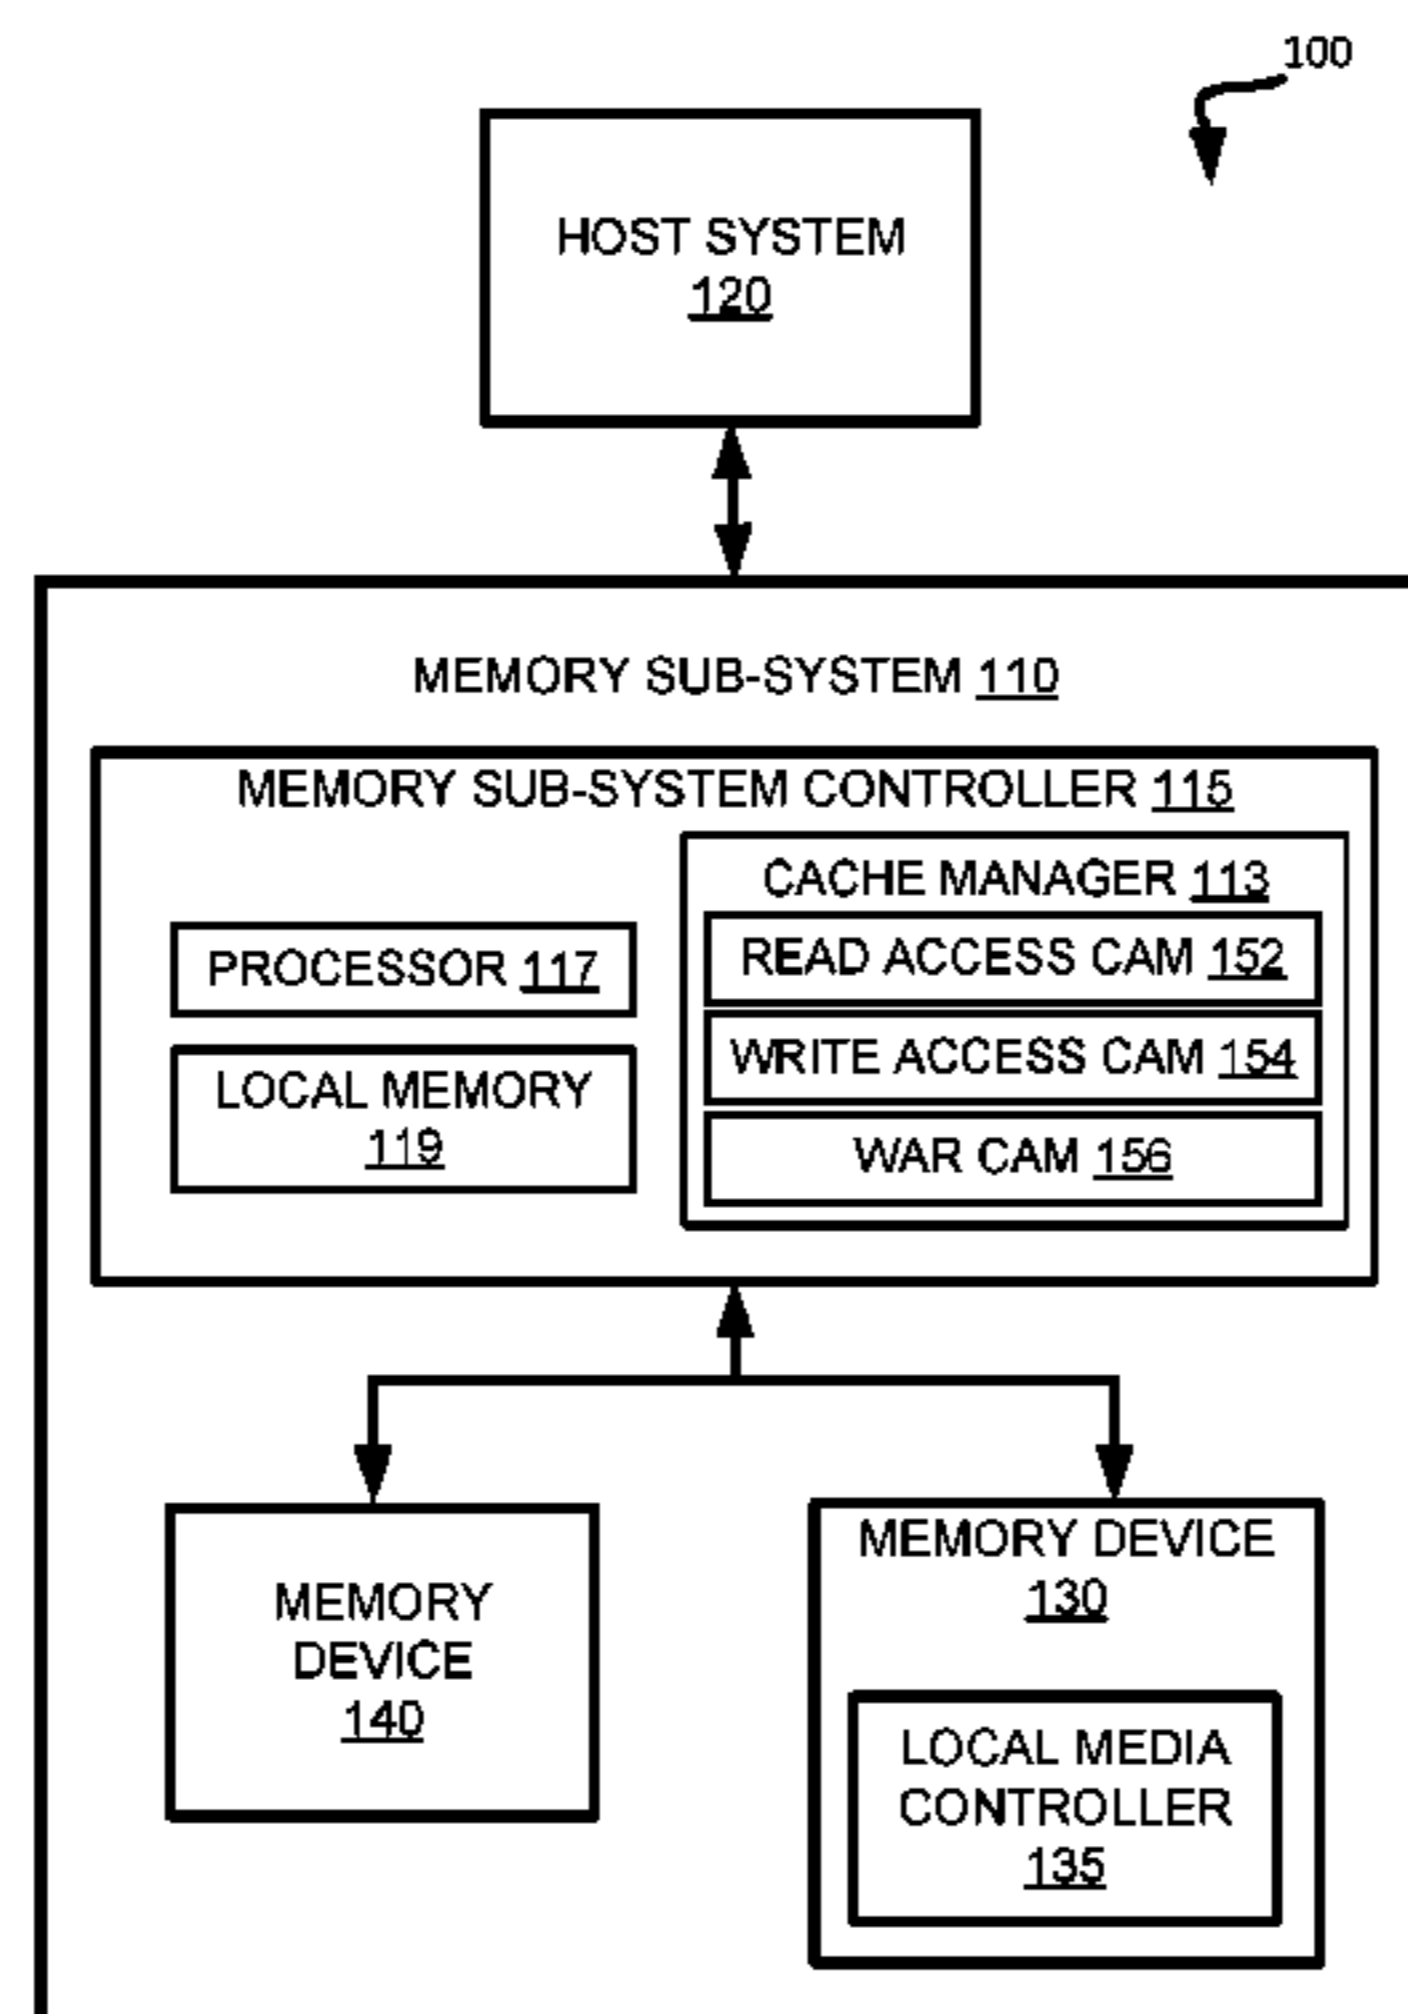 100
HOST SYSTEM
120
MEMORY SUB-SYSTEM 110
MEMORY SUB-SYSTEM CONTROLLER 115
CACHE MANAGER 113
READ ACCESS CAM 152
PROCESSOR 117
WRITE ACCESS CAM 154
LOCAL MEMORY
119
WAR CAM 156
MEMORY
DEVICE
140
MEMORY DEVICE
130
LOCAL MEDIA
CONTROLLER
135